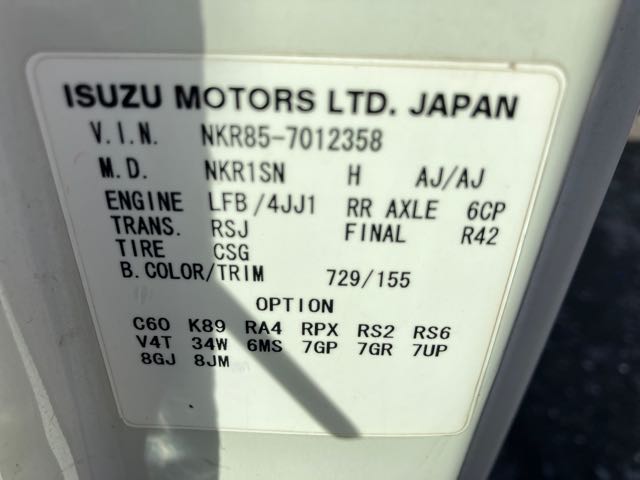 ISUZU MOTORS LTD. JAPAN
V.I.N. NKR85-7012358
M.D. NKR1SN H AJ/AJ
ENGINE LFB/4JJ1 RR AXLE 6CP
TRANS. RSJ FINAL R42
TIRE CSG
B.COLOR/TRIM 729/155
OPTION
C60 K89 RA4 RPX RS2 RS6
V4T 34W 6MS 7GP 7GR 7UP
8GJ 8JM